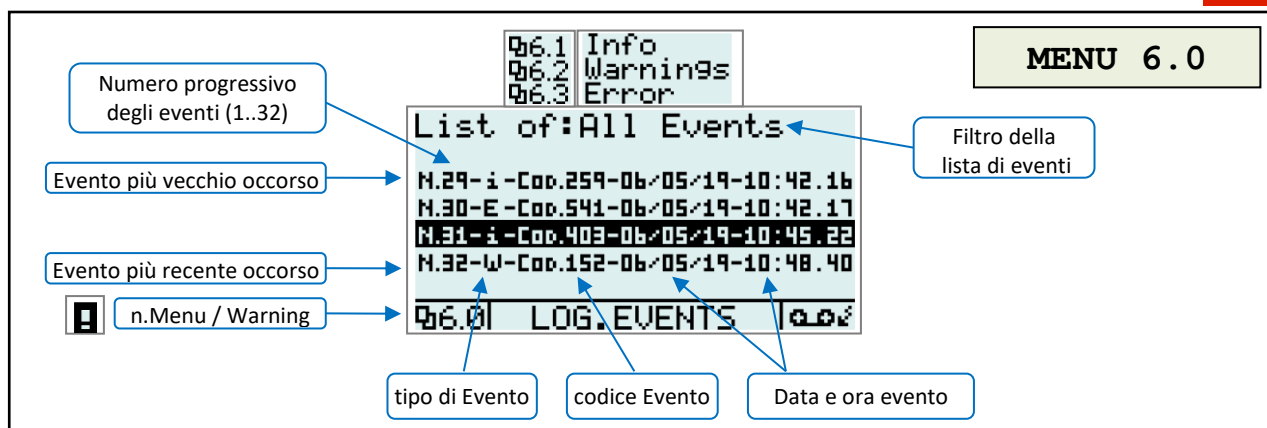 6.1 Info
6.2 Warnings
6.3 Error
MENU 6.0
Numero progressivo
degli eventi (1..32)
List of:All Events
Filtro della
lista di eventi
Evento più vecchio occorso
N.29-i-Cod.259-06/05/19-10:42.16
N.30-E-Cod.541-06/05/19-10:42.17
N.31-i-Cod.403-06/05/19-10:45.22
Evento più recente occorso
N.32-W-Cod.152-06/05/19-10:48.40
n.Menu / Warning
6.0 LOG.EVENTS
tipo di Evento
codice Evento
Data e ora evento